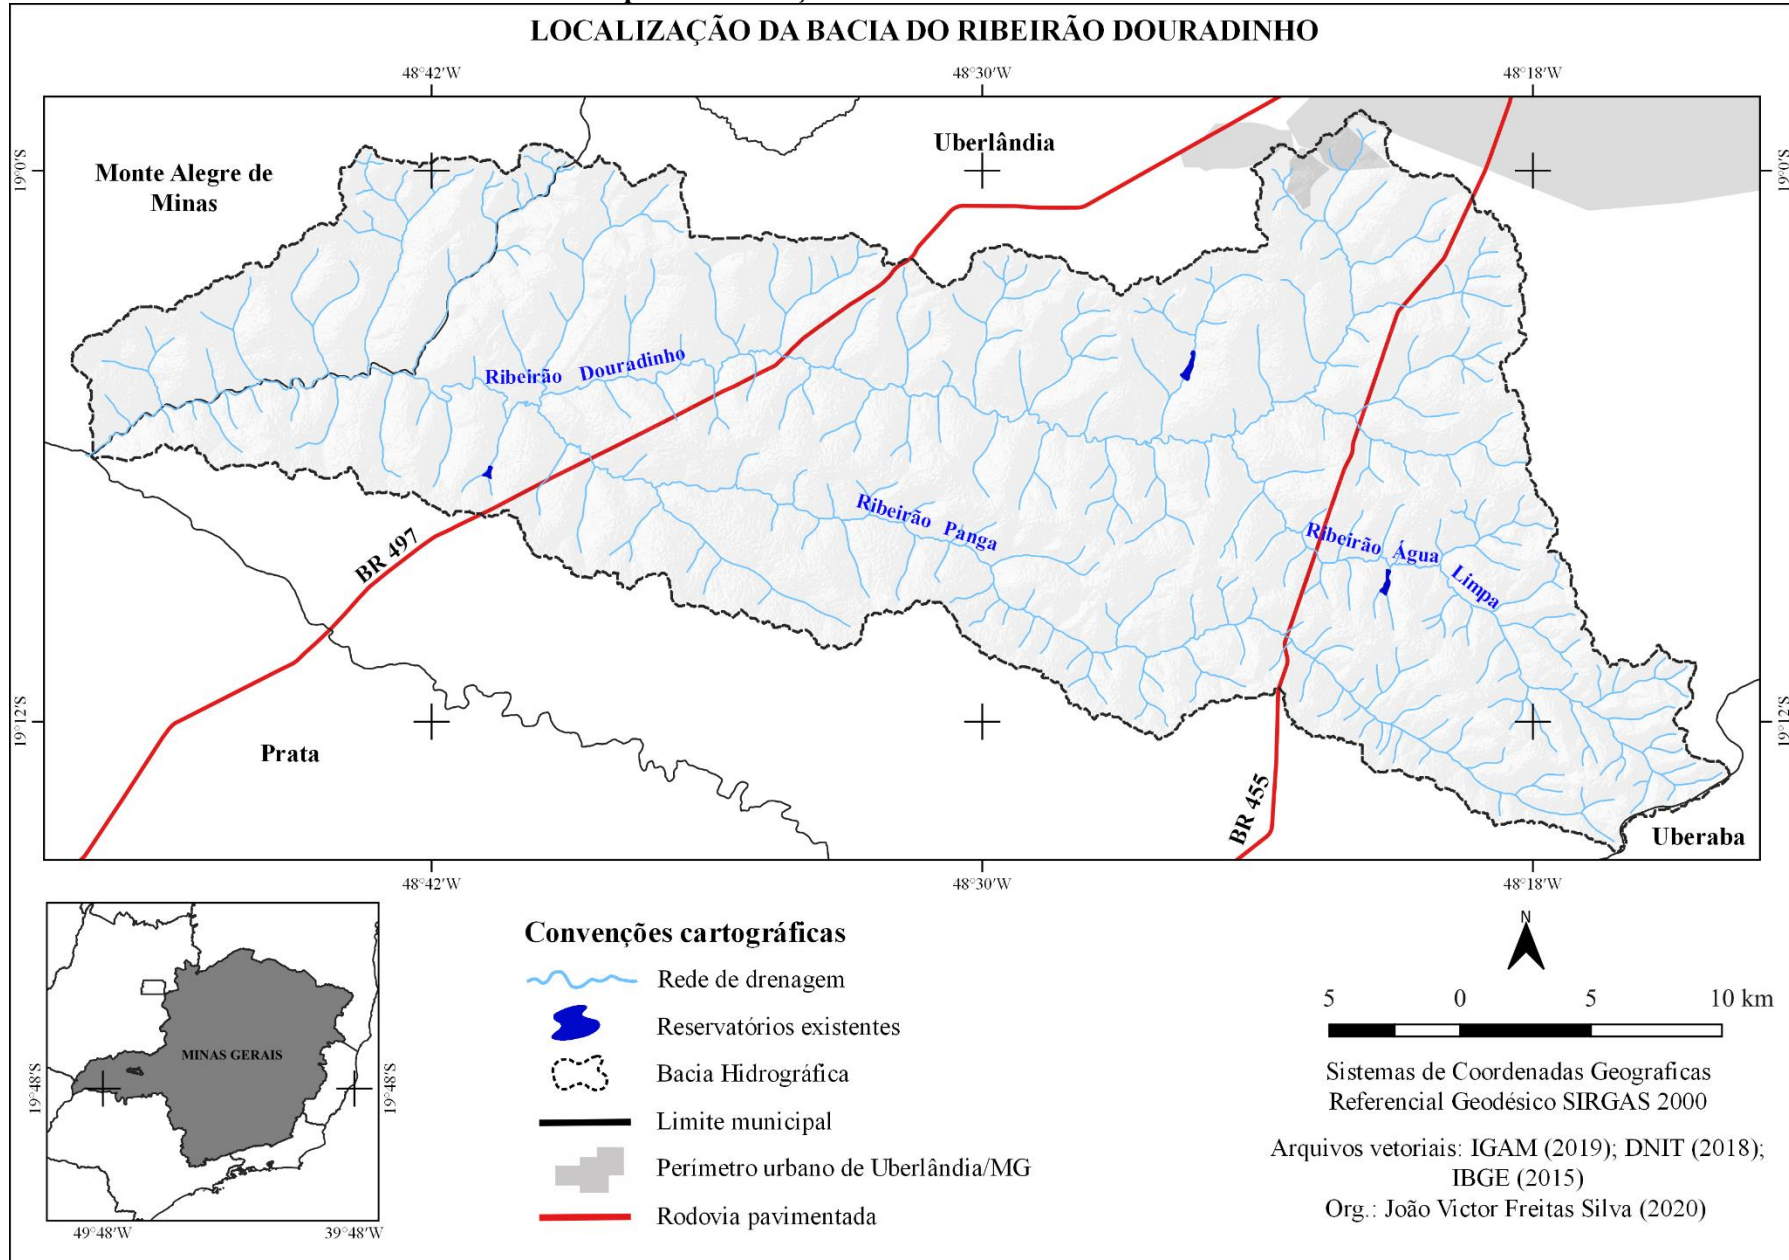 LOCALIZAÇÃO DA BACIA DO RIBEIRÃO DOURADINHO
48°42'W
48°30'W
48°18'W
19°0'S
19°0'S
Monte Alegre de
Minas
Uberlândia
Ribeirão Douradinho
Ribeirão Panga
Ribeirão Água Limpa
BR 497
BR 455
Prata
Uberaba
19°12'S
19°12'S
48°42'W
48°30'W
48°18'W
MINAS GERAIS
19°48'S
19°48'S
49°48'W
39°48'W
Convenções cartográficas
Rede de drenagem
Reservatórios existentes
Bacia Hidrográfica
Limite municipal
Perímetro urbano de Uberlândia/MG
Rodovia pavimentada
N
5 0 5 10 km
Sistemas de Coordenadas Geograficas
Referencial Geodésico SIRGAS 2000
Arquivos vetoriais: IGAM (2019); DNIT (2018);
IBGE (2015)
Org.: João Victor Freitas Silva (2020)